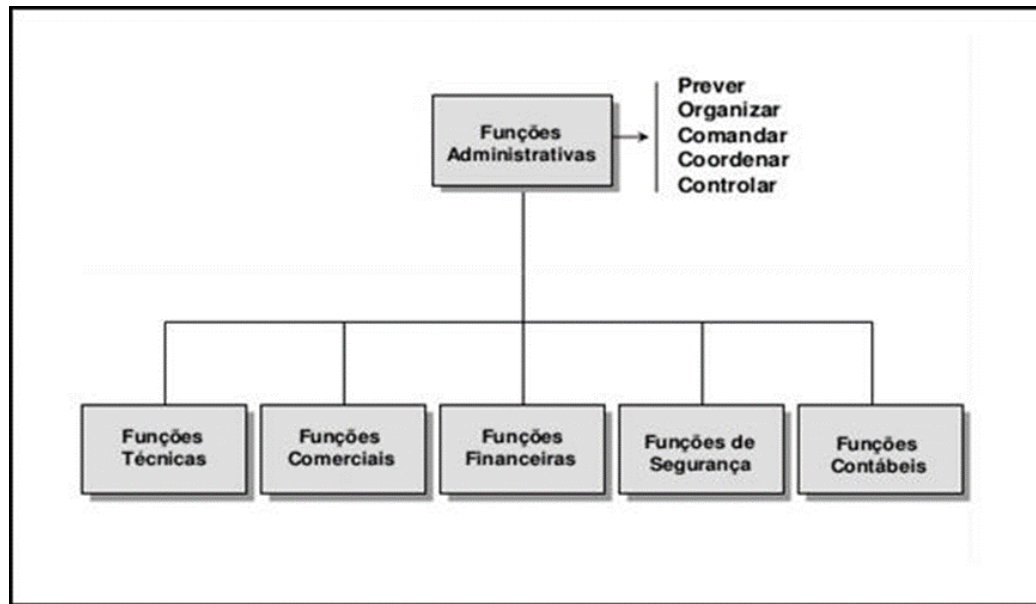 Funções
Administrativas
Prever
Organizar
Comandar
Coordenar
Controlar
Funções
Técnicas
Funções
Comerciais
Funções
Financeiras
Funções de
Segurança
Funções
Contábeis